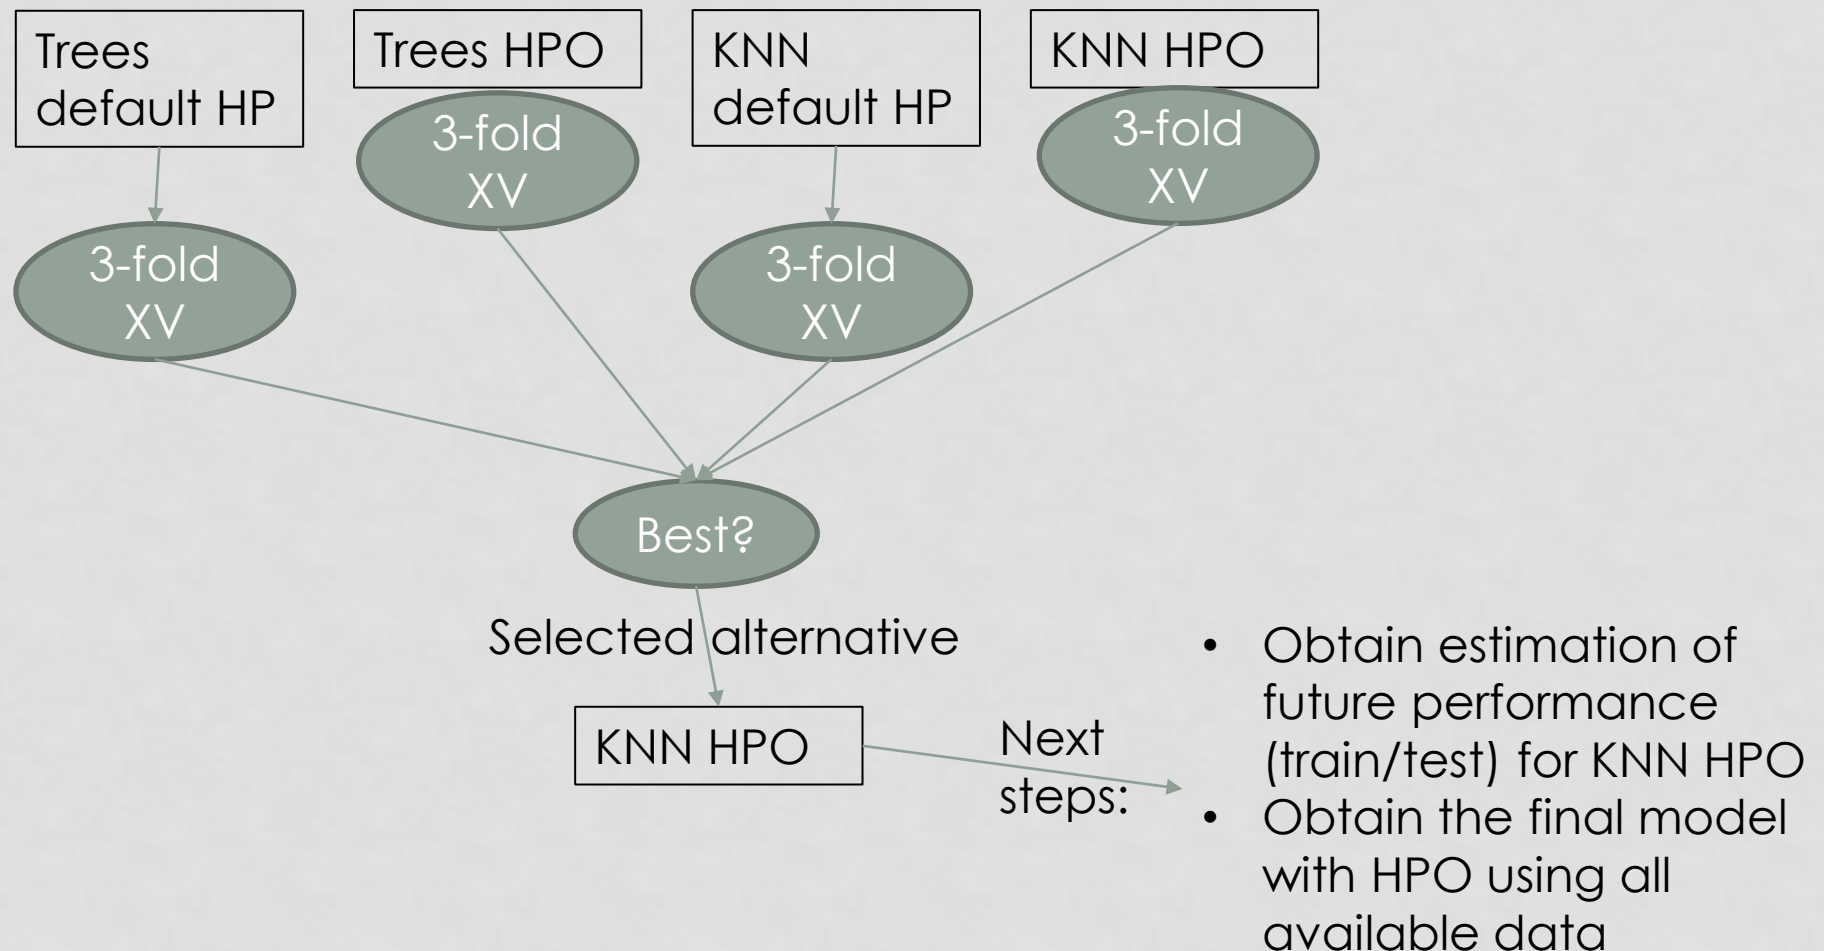 Trees
default HP
Trees HPO
KNN
default HP
KNN HPO
3-fold
XV
3-fold
XV
3-fold
XV
3-fold
XV
Best?
Selected alternative
KNN HPO
Next
steps:
• Obtain estimation of
future performance
(train/test) for KNN HPO
• Obtain the final model
with HPO using all
available data